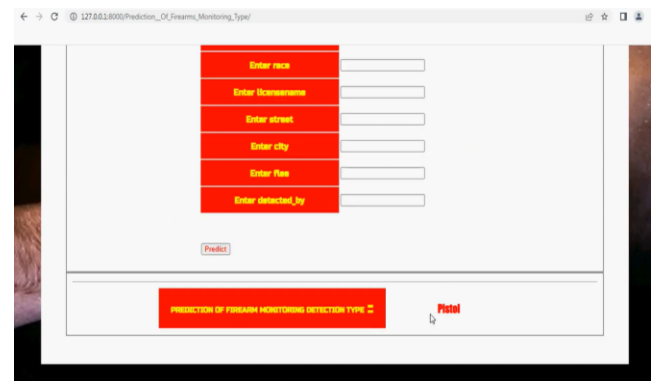 127.0.0.1:8000/Prediction_Of_Firearms_Monitoring_Type/
Enter race
Enter licensename
Enter street
Enter city
Enter flae
Enter detected_by
Predict
PREDICTION OF FIREARM MONITORING DETECTION TYPE =
Pistol